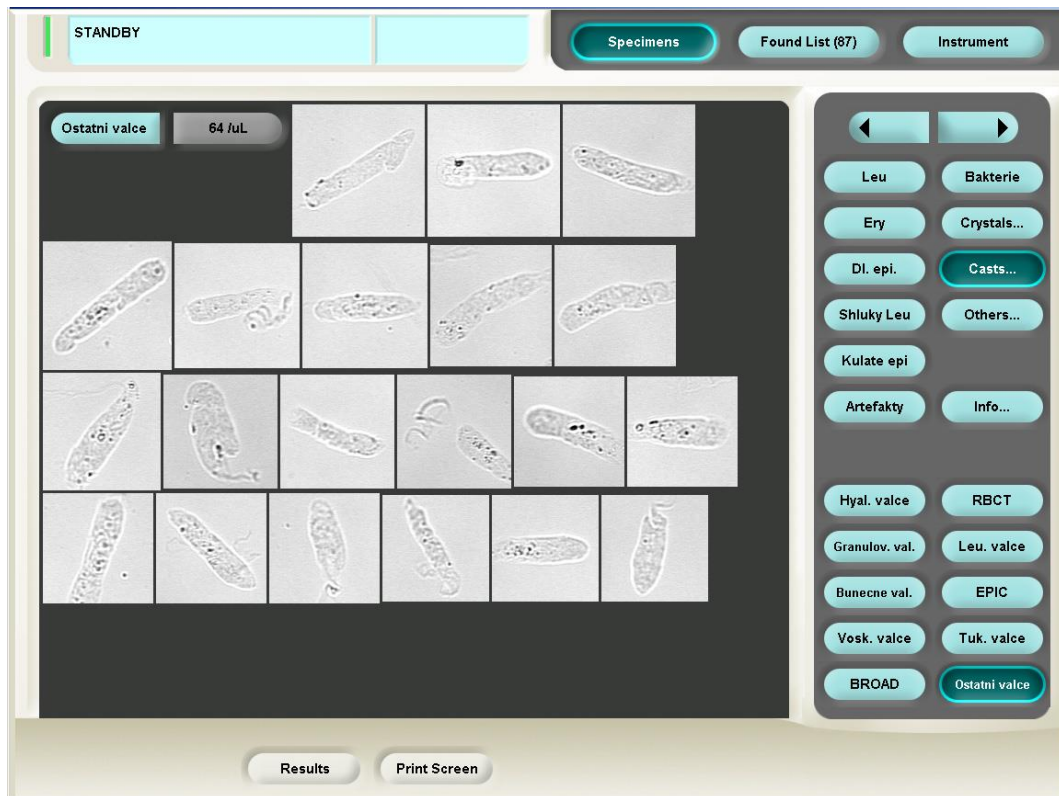 STANDBY
Specimens
Found List (87)
Instrument
Ostatni valce
64 /uL
Leu
Bakterie
Ery
Crystals...
Dl. epi.
Casts...
Shluky Leu
Others...
Kulate epi
Artefakty
Info...
Hyal. valce
RBCT
Granulov. val.
Leu. valce
Bunecne val.
EPIC
Vosk. valce
Tuk. valce
BROAD
Ostatni valce
Results
Print Screen